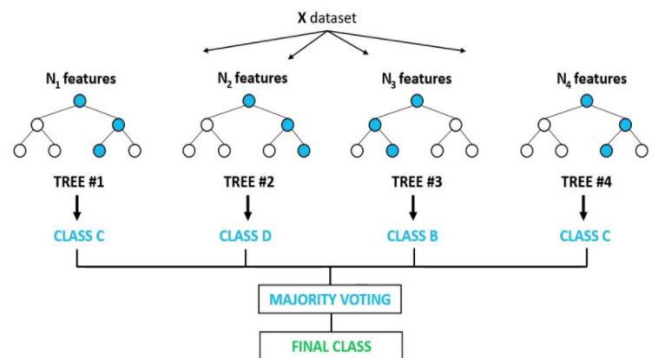 X dataset
N₁ features N₂ features N₃ features N₄ features
TREE #1 TREE #2 TREE #3 TREE #4
CLASS C CLASS D CLASS B CLASS C
MAJORITY VOTING
FINAL CLASS